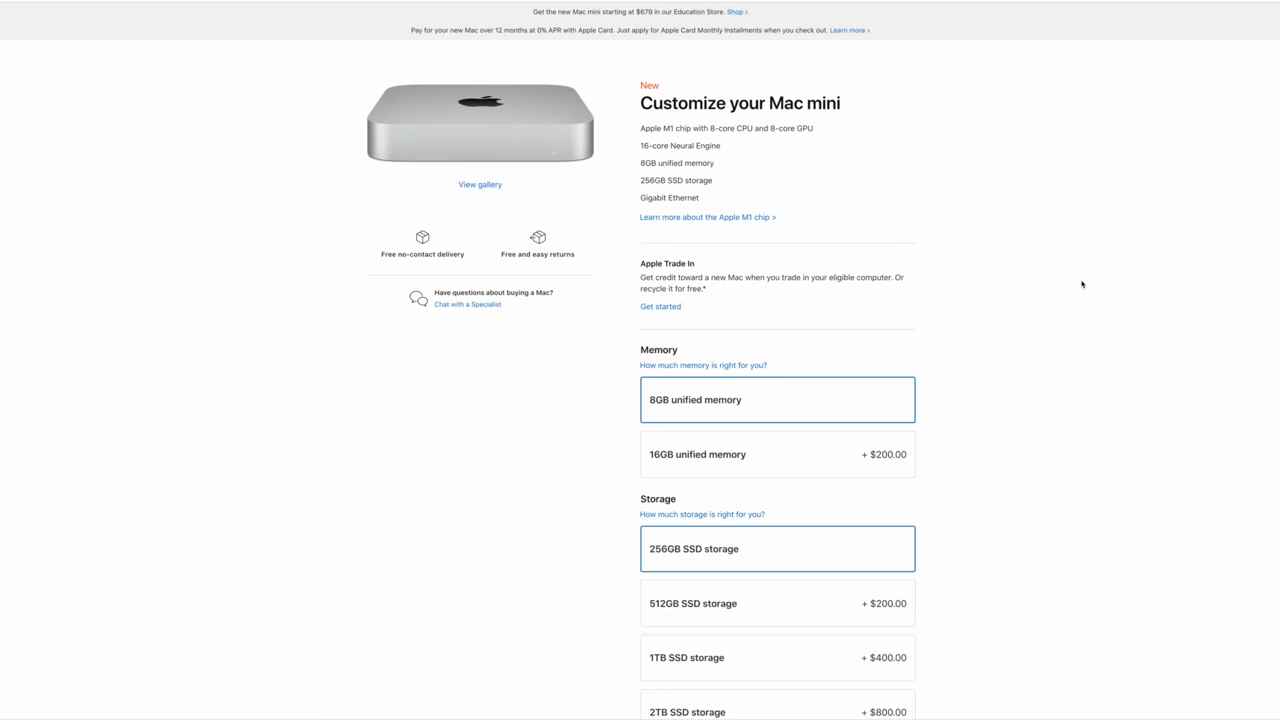 Get the new Mac mini starting at $679 in our Education Store. Shop ›
Pay for your new Mac over 12 months at 0% APR with Apple Card. Just apply for Apple Card Monthly Installments when you check out. Learn more ›
View gallery
Free no-contact delivery
Free and easy returns
Have questions about buying a Mac?
Chat with a Specialist
New
Customize your Mac mini
Apple M1 chip with 8-core CPU and 8-core GPU
16-core Neural Engine
8GB unified memory
256GB SSD storage
Gigabit Ethernet
Learn more about the Apple M1 chip >
Apple Trade In
Get credit toward a new Mac when you trade in your eligible computer. Or
recycle it for free.*
Get started
Memory
How much memory is right for you?
8GB unified memory
16GB unified memory + $200.00
Storage
How much storage is right for you?
256GB SSD storage
512GB SSD storage + $200.00
1TB SSD storage + $400.00
2TB SSD storage + $800.00